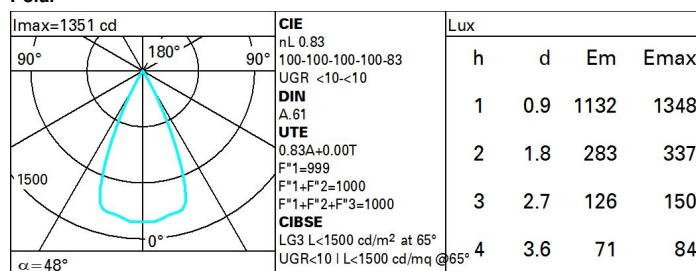 Imax=1351 cd
90° 180° 90°
1500
0°
α=48°
CIE
nL 0.83
100-100-100-100-83
UGR <10-<10
DIN
A.61
UTE
0.83A+0.00T
F"1=999
F"1+F"2=1000
F"1+F"2+F"3=1000
CIBSE
LG3 L<1500 cd/m² at 65°
UGR<10 | L<1500 cd/mq @65°
Lux
h d Em Emax
1 0.9 1132 1348
2 1.8 283 337
3 2.7 126 150
4 3.6 71 84